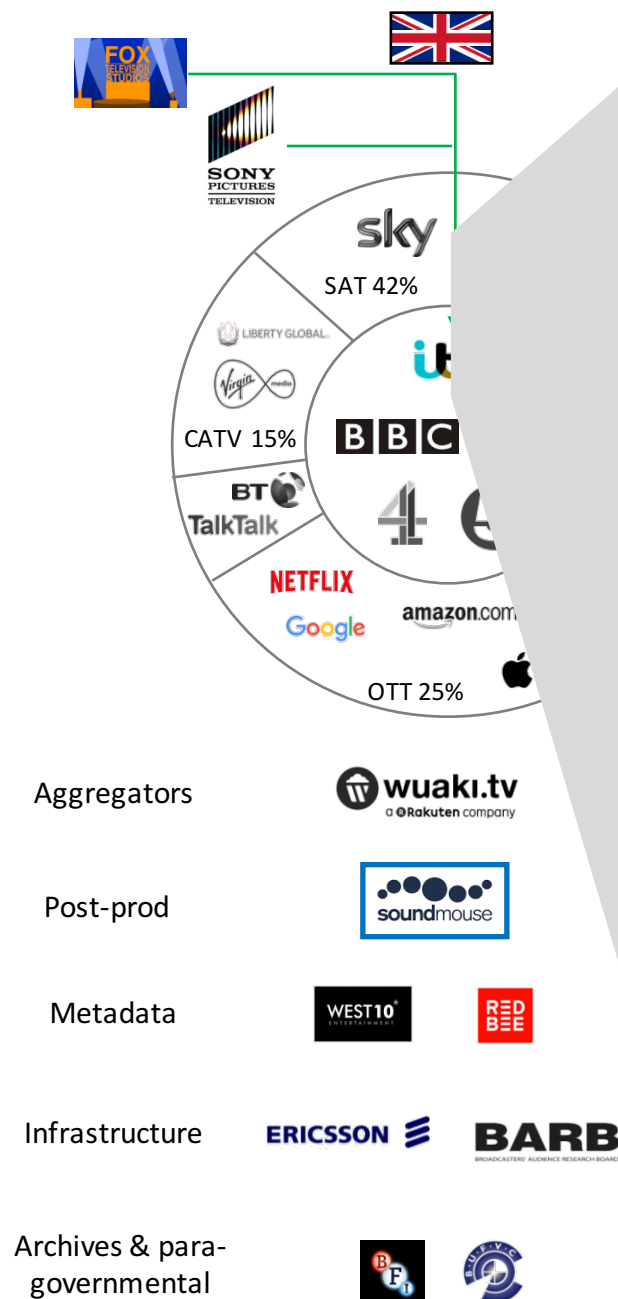 FOX
TELEVISION
STUDIOS
SONY
PICTURES
TELEVISION
sky
SAT 42%
LIBERTY GLOBAL.
Virgin media
CATV 15%
BBC
BT
TalkTalk
4
NETFLIX
Google
amazon.com
OTT 25%
Aggregators
wuaki.tv
a Rakuten company
Post-prod
soundmouse
Metadata
WEST10
ENTERTAINMENT
RED
BEE
Infrastructure
ERICSSON
BARB
BROADCASTERS' AUDIENCE RESEARCH BOARD
Archives & para-
governmental
BFI
B·U·F·V·C